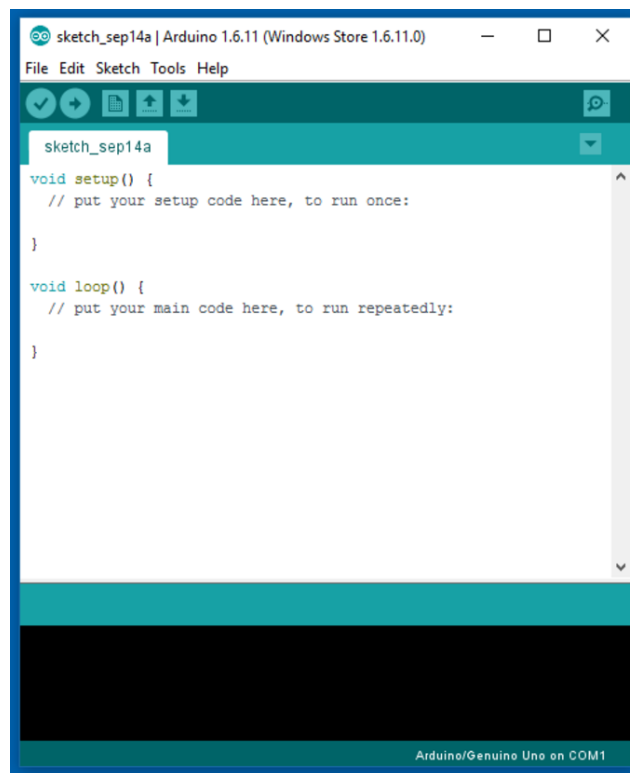 sketch_sep14a | Arduino 1.6.11 (Windows Store 1.6.11.0)
File Edit Sketch Tools Help
sketch_sep14a
void setup() {
  // put your setup code here, to run once:
}
void loop() {
  // put your main code here, to run repeatedly:
}
Arduino/Genuino Uno on COM1